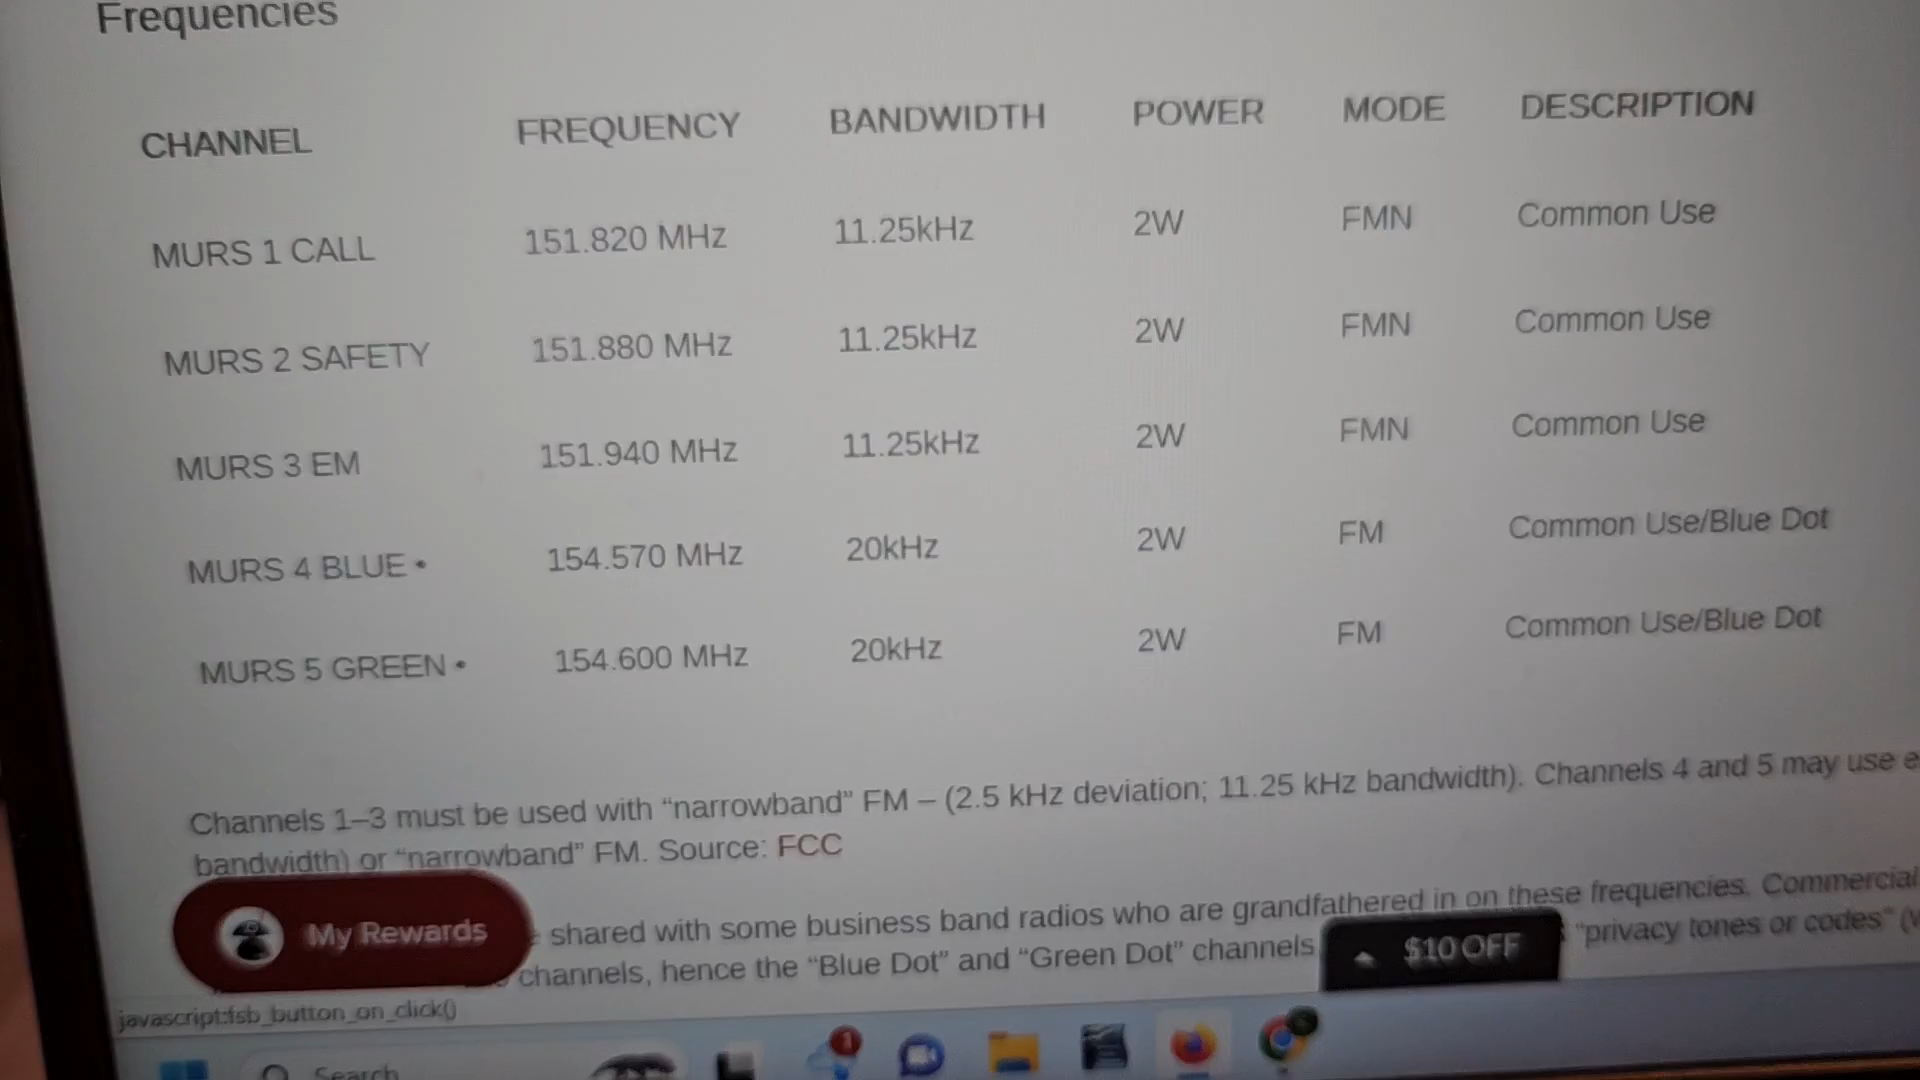 Frequencies
CHANNEL FREQUENCY BANDWIDTH POWER MODE DESCRIPTION
MURS 1 CALL 151.820 MHz 11.25kHz 2W FMN Common Use
MURS 2 SAFETY 151.880 MHz 11.25kHz 2W FMN Common Use
MURS 3 EM 151.940 MHz 11.25kHz 2W FMN Common Use
MURS 4 BLUE • 154.570 MHz 20kHz 2W FM Common Use/Blue Dot
MURS 5 GREEN • 154.600 MHz 20kHz 2W FM Common Use/Blue Dot
Channels 1–3 must be used with “narrowband” FM – (2.5 kHz deviation; 11.25 kHz bandwidth). Channels 4 and 5 may use
bandwidth) or “narrowband” FM. Source: FCC
shared with some business band radios who are grandfathered in on these frequencies. Commercial
channels, hence the “Blue Dot” and “Green Dot” channels “privacy tones or codes”
My Rewards
$10 OFF
javascript:fsb_button_on_click()
1
Search